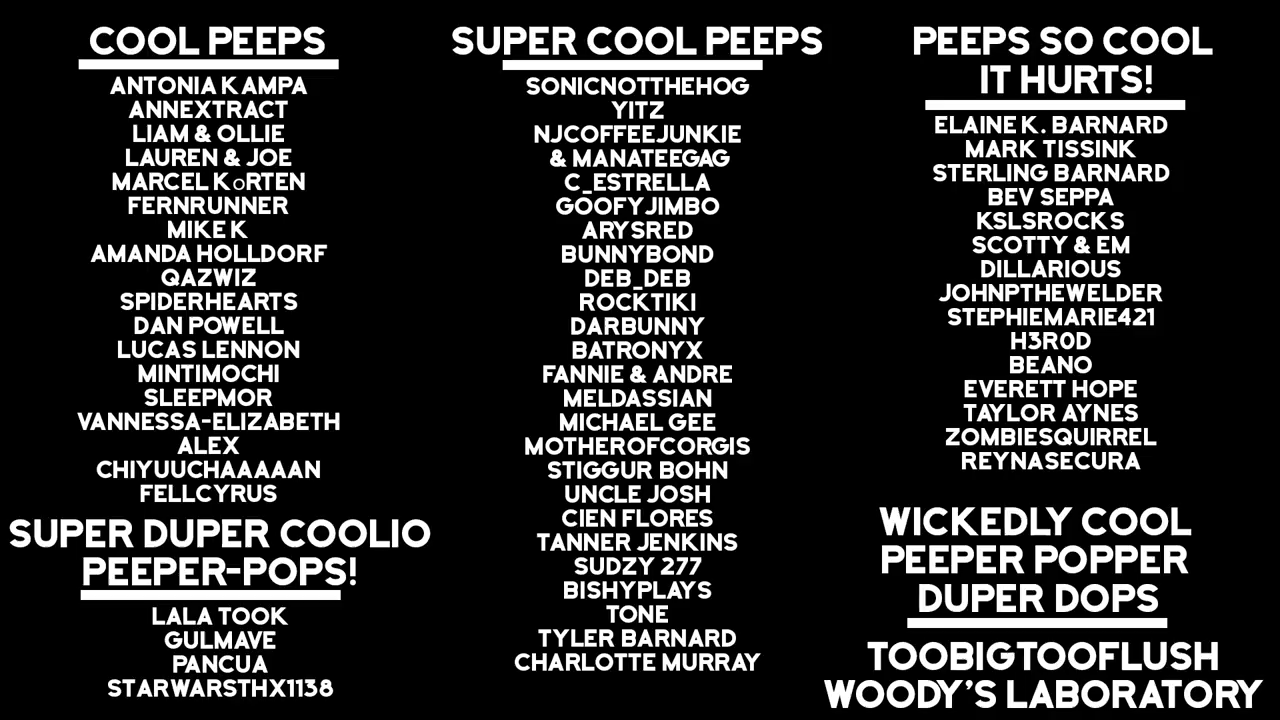 COOL PEEPS
ANTONIA KAMPA
ANNEXTRACT
LIAM & OLLIE
LAUREN & JOE
MARCEL KoRTEN
FERNRUNNER
MIKE K
AMANDA HOLLDORF
QAZWIZ
SPIDERHEARTS
DAN POWELL
LUCAS LENNON
MINTIMOCHI
SLEEPMOR
VANNESSA-ELIZABETH
ALEX
CHIYUUCHAAAAAN
FELLCYRUS
SUPER DUPER COOLIO
PEEPER-POPS!
LALA TOOK
GULMAVE
PANCUA
STARWARSTHX1138
SUPER COOL PEEPS
SONICNOTTHEHOG
YITZ
NJCOFFEEJUNKIE
& MANATEEGAG
C_ESTRELLA
GOOFYJIMBO
ARYSRED
BUNNYBOND
DEB_DEB
ROCKTIKI
DARBUNNY
BATRONYX
FANNIE & ANDRE
MELDASSIAN
MICHAEL GEE
MOTHEROFCORGIS
STIGGUR BOHN
UNCLE JOSH
CIEN FLORES
TANNER JENKINS
SUDZY 277
BISHYPLAYS
TONE
TYLER BARNARD
CHARLOTTE MURRAY
PEEPS SO COOL
IT HURTS!
ELAINE K. BARNARD
MARK TISSINK
STERLING BARNARD
BEV SEPPA
KSLSROCKS
SCOTTY & EM
DILLARIOUS
JOHNPTHEWELDER
STEPHIEMARIE421
H3R0D
BEANO
EVERETT HOPE
TAYLOR AYNES
ZOMBIESQUIRREL
REYNASECURA
WICKEDLY COOL
PEEPER POPPER
DUPER DOPS
TOOBIGTOOFLUSH
WOODY'S LABORATORY